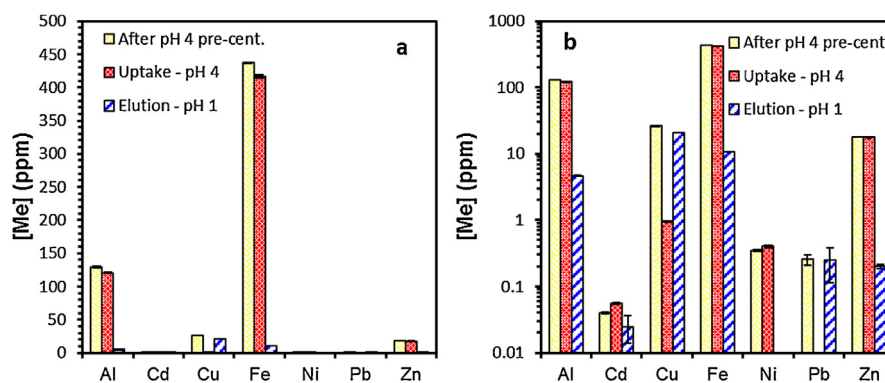 500
450
400
350
300
250
200
150
100
50
0
[Me] (ppm)
After pH 4 pre-cent.
Uptake - pH 4
Elution - pH 1
a
Al Cd Cu Fe Ni Pb Zn
1000
100
10
1
0.1
0.01
[Me] (ppm)
b
After pH 4 pre-cent.
Uptake - pH 4
Elution - pH 1
Al Cd Cu Fe Ni Pb Zn